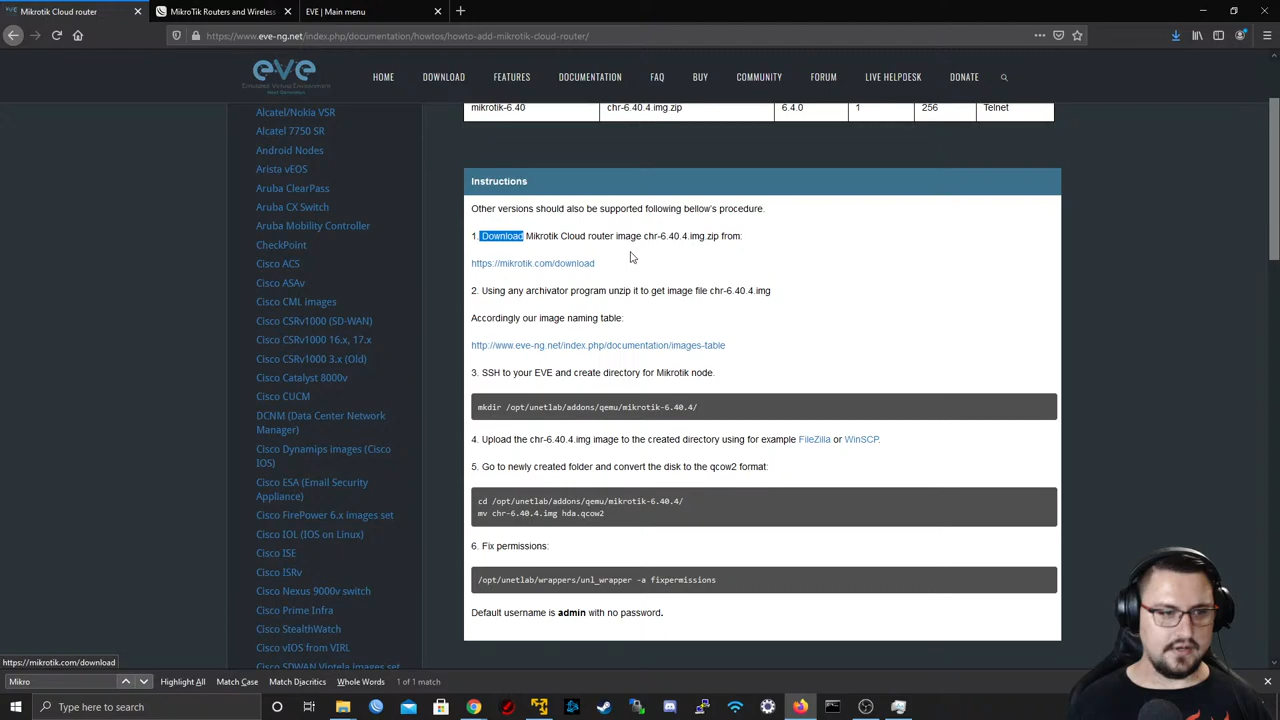 Mikrotik Cloud router
MikroTik Routers and Wireless
EVE | Main menu
https://www.eve-ng.net/index.php/documentation/howtos/howto-add-mikrotik-cloud-router/
eve
Emulated Virtual Environment
Next Generation
HOME
DOWNLOAD
FEATURES
DOCUMENTATION
FAQ
BUY
COMMUNITY
FORUM
LIVE HELPDESK
DONATE
Alcatel/Nokia VSR
Alcatel 7750 SR
Android Nodes
Arista vEOS
Aruba ClearPass
Aruba CX Switch
Aruba Mobility Controller
CheckPoint
Cisco ACS
Cisco ASAv
Cisco CML images
Cisco CSRv1000 (SD-WAN)
Cisco CSRv1000 16.x, 17.x
Cisco CSRv1000 3.x (Old)
Cisco Catalyst 8000v
Cisco CUCM
DCNM (Data Center Network
Manager)
Cisco Dynamips images (Cisco
IOS)
Cisco ESA (Email Security
Appliance)
Cisco FirePower 6.x images set
Cisco IOL (IOS on Linux)
Cisco ISE
Cisco ISRv
Cisco Nexus 9000v switch
Cisco Prime Infra
Cisco StealthWatch
Cisco vIOS from VIRL
Cisco SDWAN Viptela images set
mikrotik-6.40 chr-6.40.4.img.zip 6.4.0 1 256 Telnet
Instructions
Other versions should also be supported following bellow's procedure.
1. Download Mikrotik Cloud router image chr-6.40.4.img.zip from:
https://mikrotik.com/download
2. Using any archivator program unzip it to get image file chr-6.40.4.img
Accordingly our image naming table:
http://www.eve-ng.net/index.php/documentation/images-table
3. SSH to your EVE and create directory for Mikrotik node.
mkdir /opt/unetlab/addons/qemu/mikrotik-6.40.4/
4. Upload the chr-6.40.4.img image to the created directory using for example FileZilla or WinSCP.
5. Go to newly created folder and convert the disk to the qcow2 format:
cd /opt/unetlab/addons/qemu/mikrotik-6.40.4/
mv chr-6.40.4.img hda.qcow2
6. Fix permissions:
/opt/unetlab/wrappers/unl_wrapper -a fixpermissions
Default username is admin with no password.
https://mikrotik.com/download
Mikro
Highlight All
Match Case
Match Diacritics
Whole Words
1 of 1 match
Type here to search